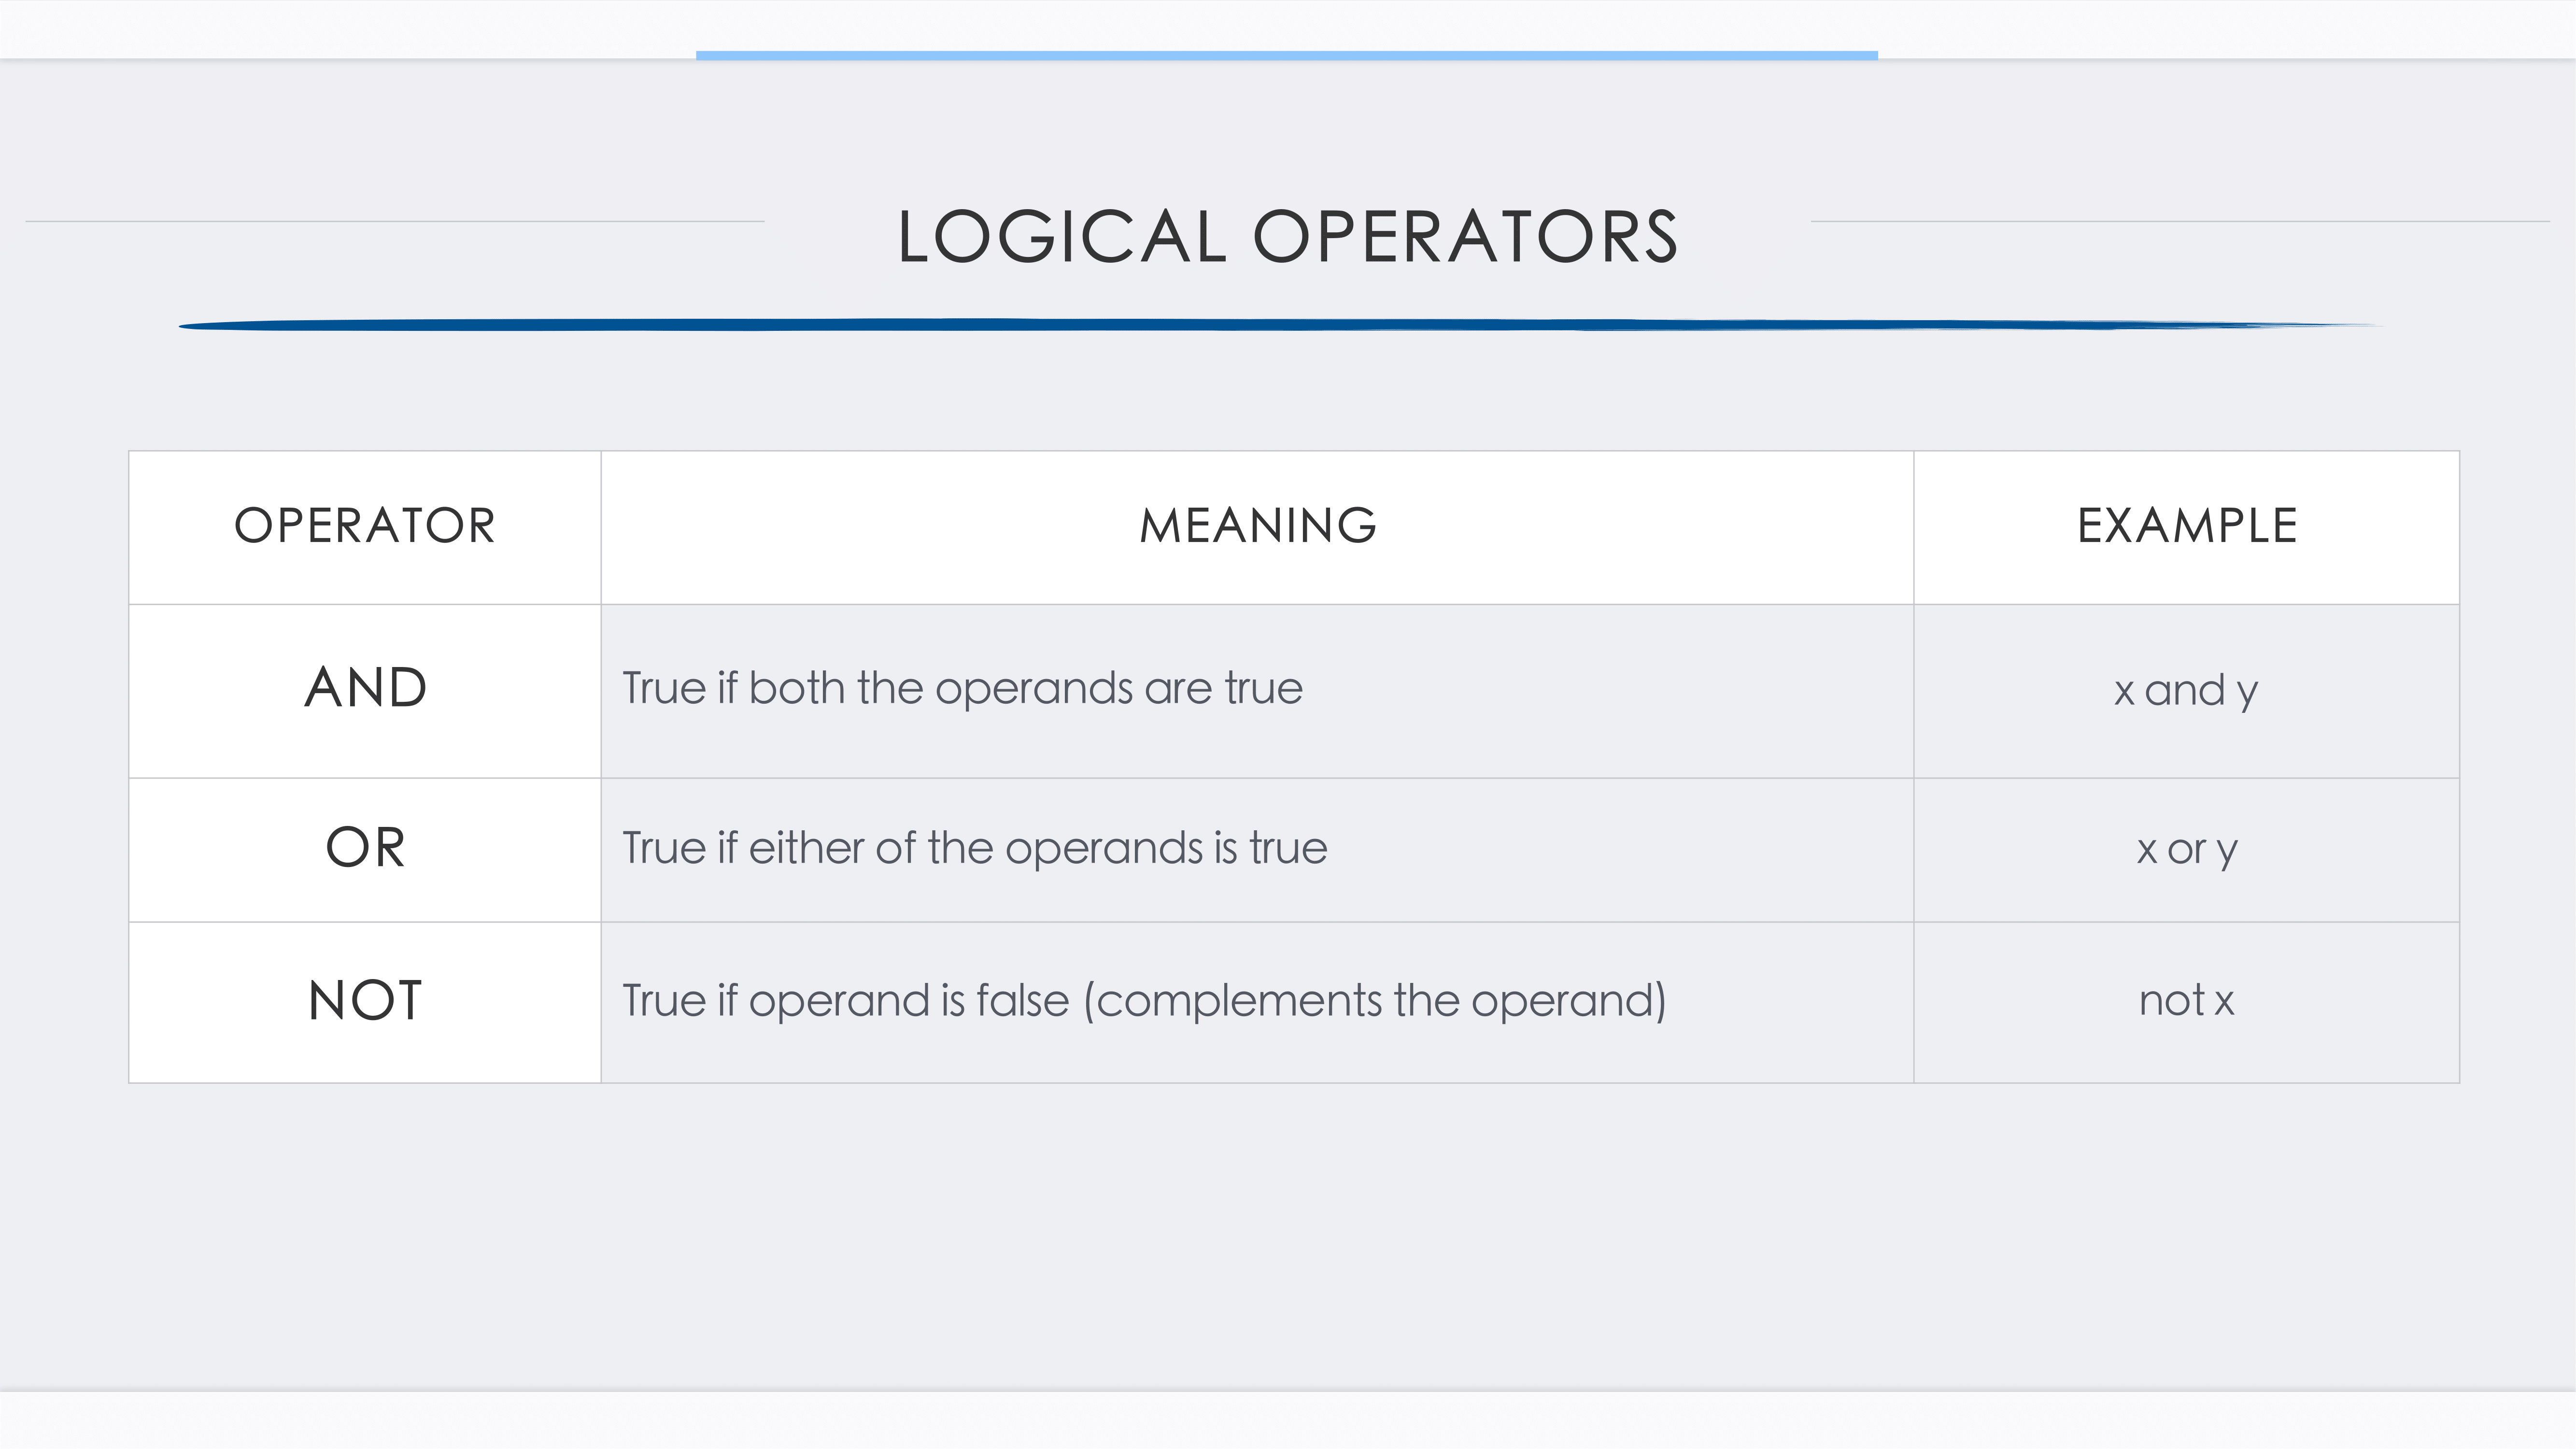 LOGICAL OPERATORS
OPERATOR MEANING EXAMPLE
AND True if both the operands are true x and y
OR True if either of the operands is true x or y
NOT True if operand is false (complements the operand) not x